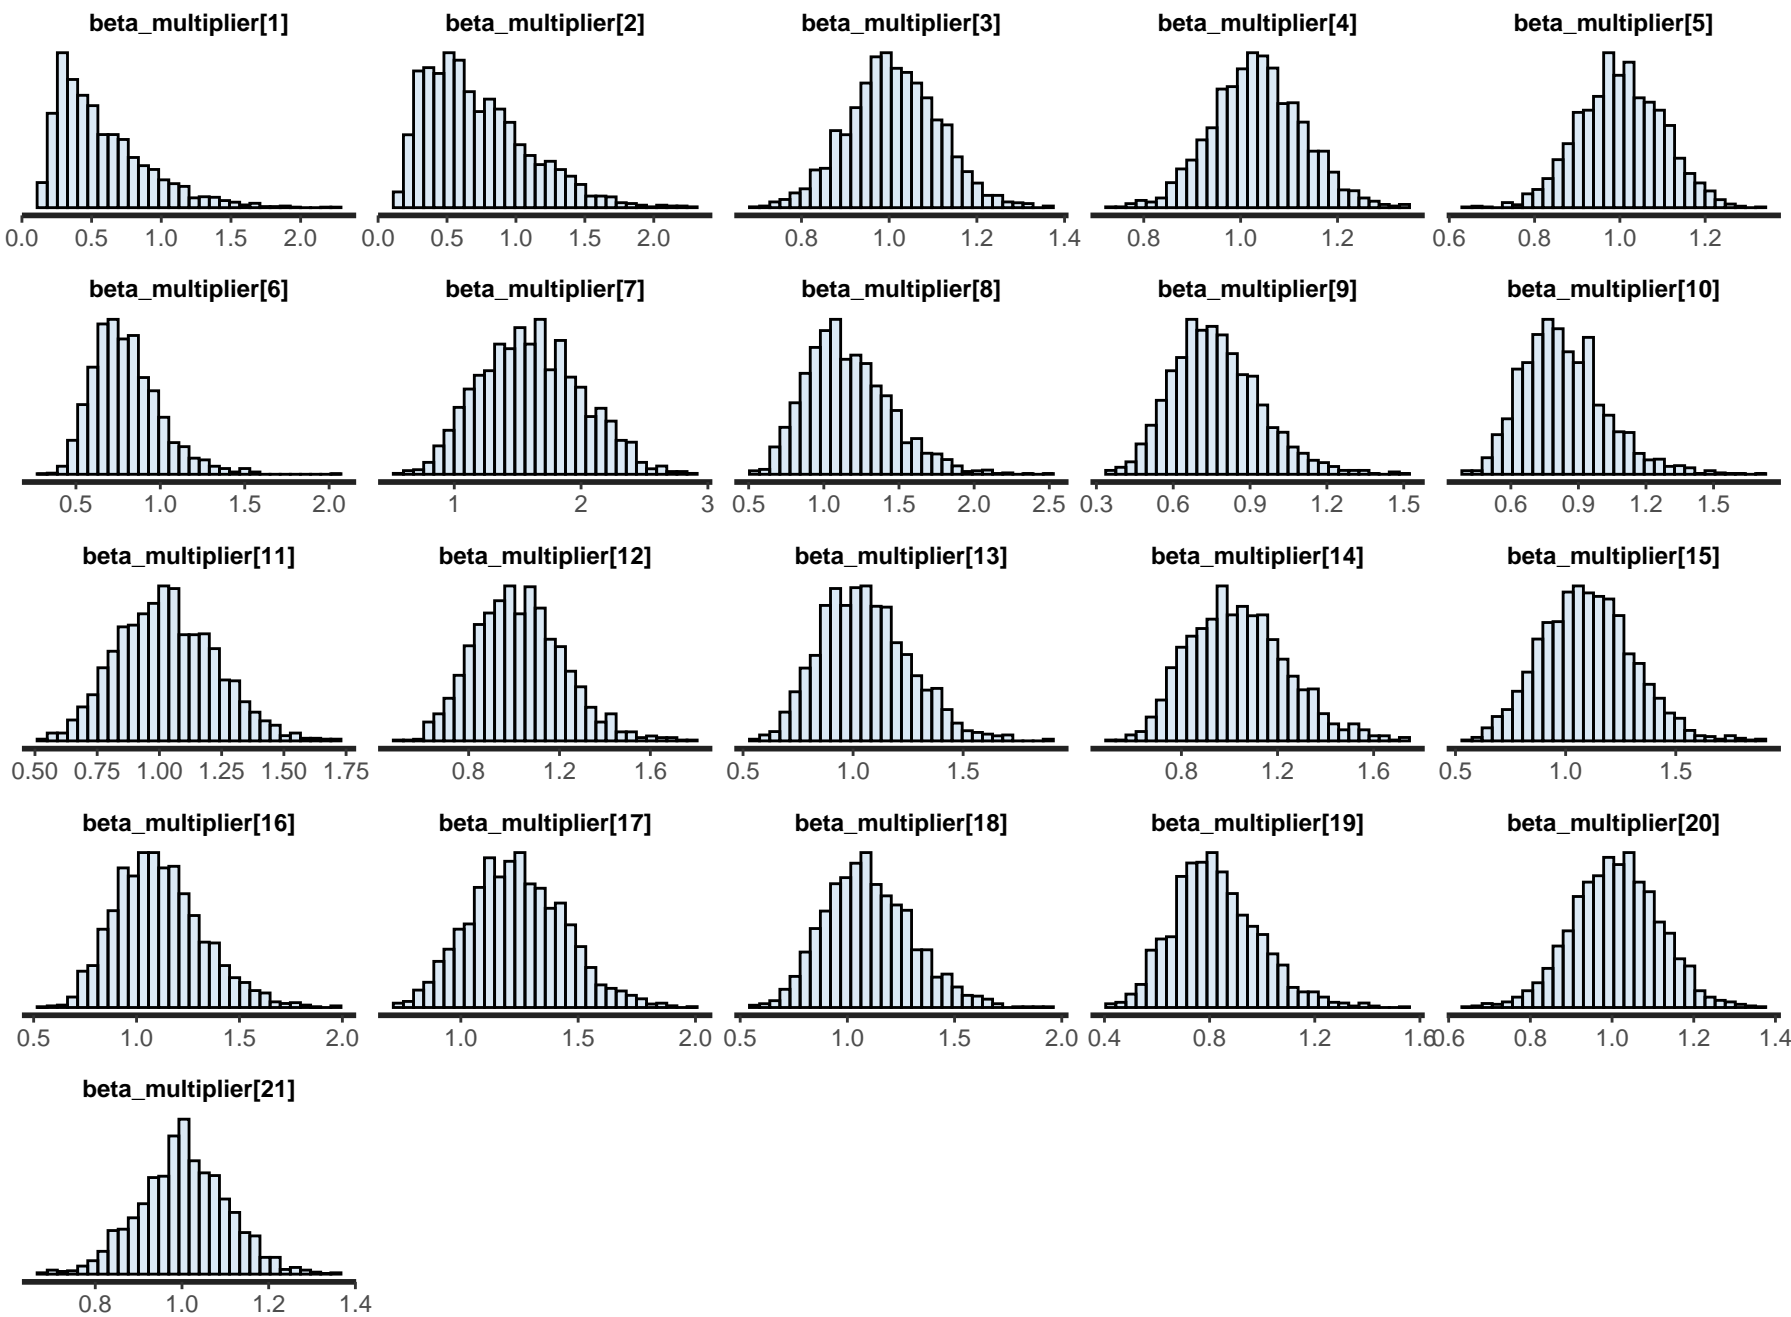 beta_multiplier[1] beta_multiplier[2] beta_multiplier[3] beta_multiplier[4] beta_multiplier[5]
0.0 0.5 1.0 1.5 2.0 0.0 0.5 1.0 1.5 2.0 0.8 1.0 1.2 1.4 0.8 1.0 1.2 0.6 0.8 1.0 1.2
beta_multiplier[6] beta_multiplier[7] beta_multiplier[8] beta_multiplier[9] beta_multiplier[10]
0.5 1.0 1.5 2.0 1 2 3 0.5 1.0 1.5 2.0 2.5 0.3 0.6 0.9 1.2 1.5 0.6 0.9 1.2 1.5
beta_multiplier[11] beta_multiplier[12] beta_multiplier[13] beta_multiplier[14] beta_multiplier[15]
0.50 0.75 1.00 1.25 1.50 1.75 0.8 1.2 1.6 0.5 1.0 1.5 0.8 1.2 1.6 0.5 1.0 1.5
beta_multiplier[16] beta_multiplier[17] beta_multiplier[18] beta_multiplier[19] beta_multiplier[20]
0.5 1.0 1.5 2.0 1.0 1.5 2.0 0.5 1.0 1.5 2.0 0.4 0.8 1.2 1.6 0.6 0.8 1.0 1.2 1.4
beta_multiplier[21]
0.8 1.0 1.2 1.4